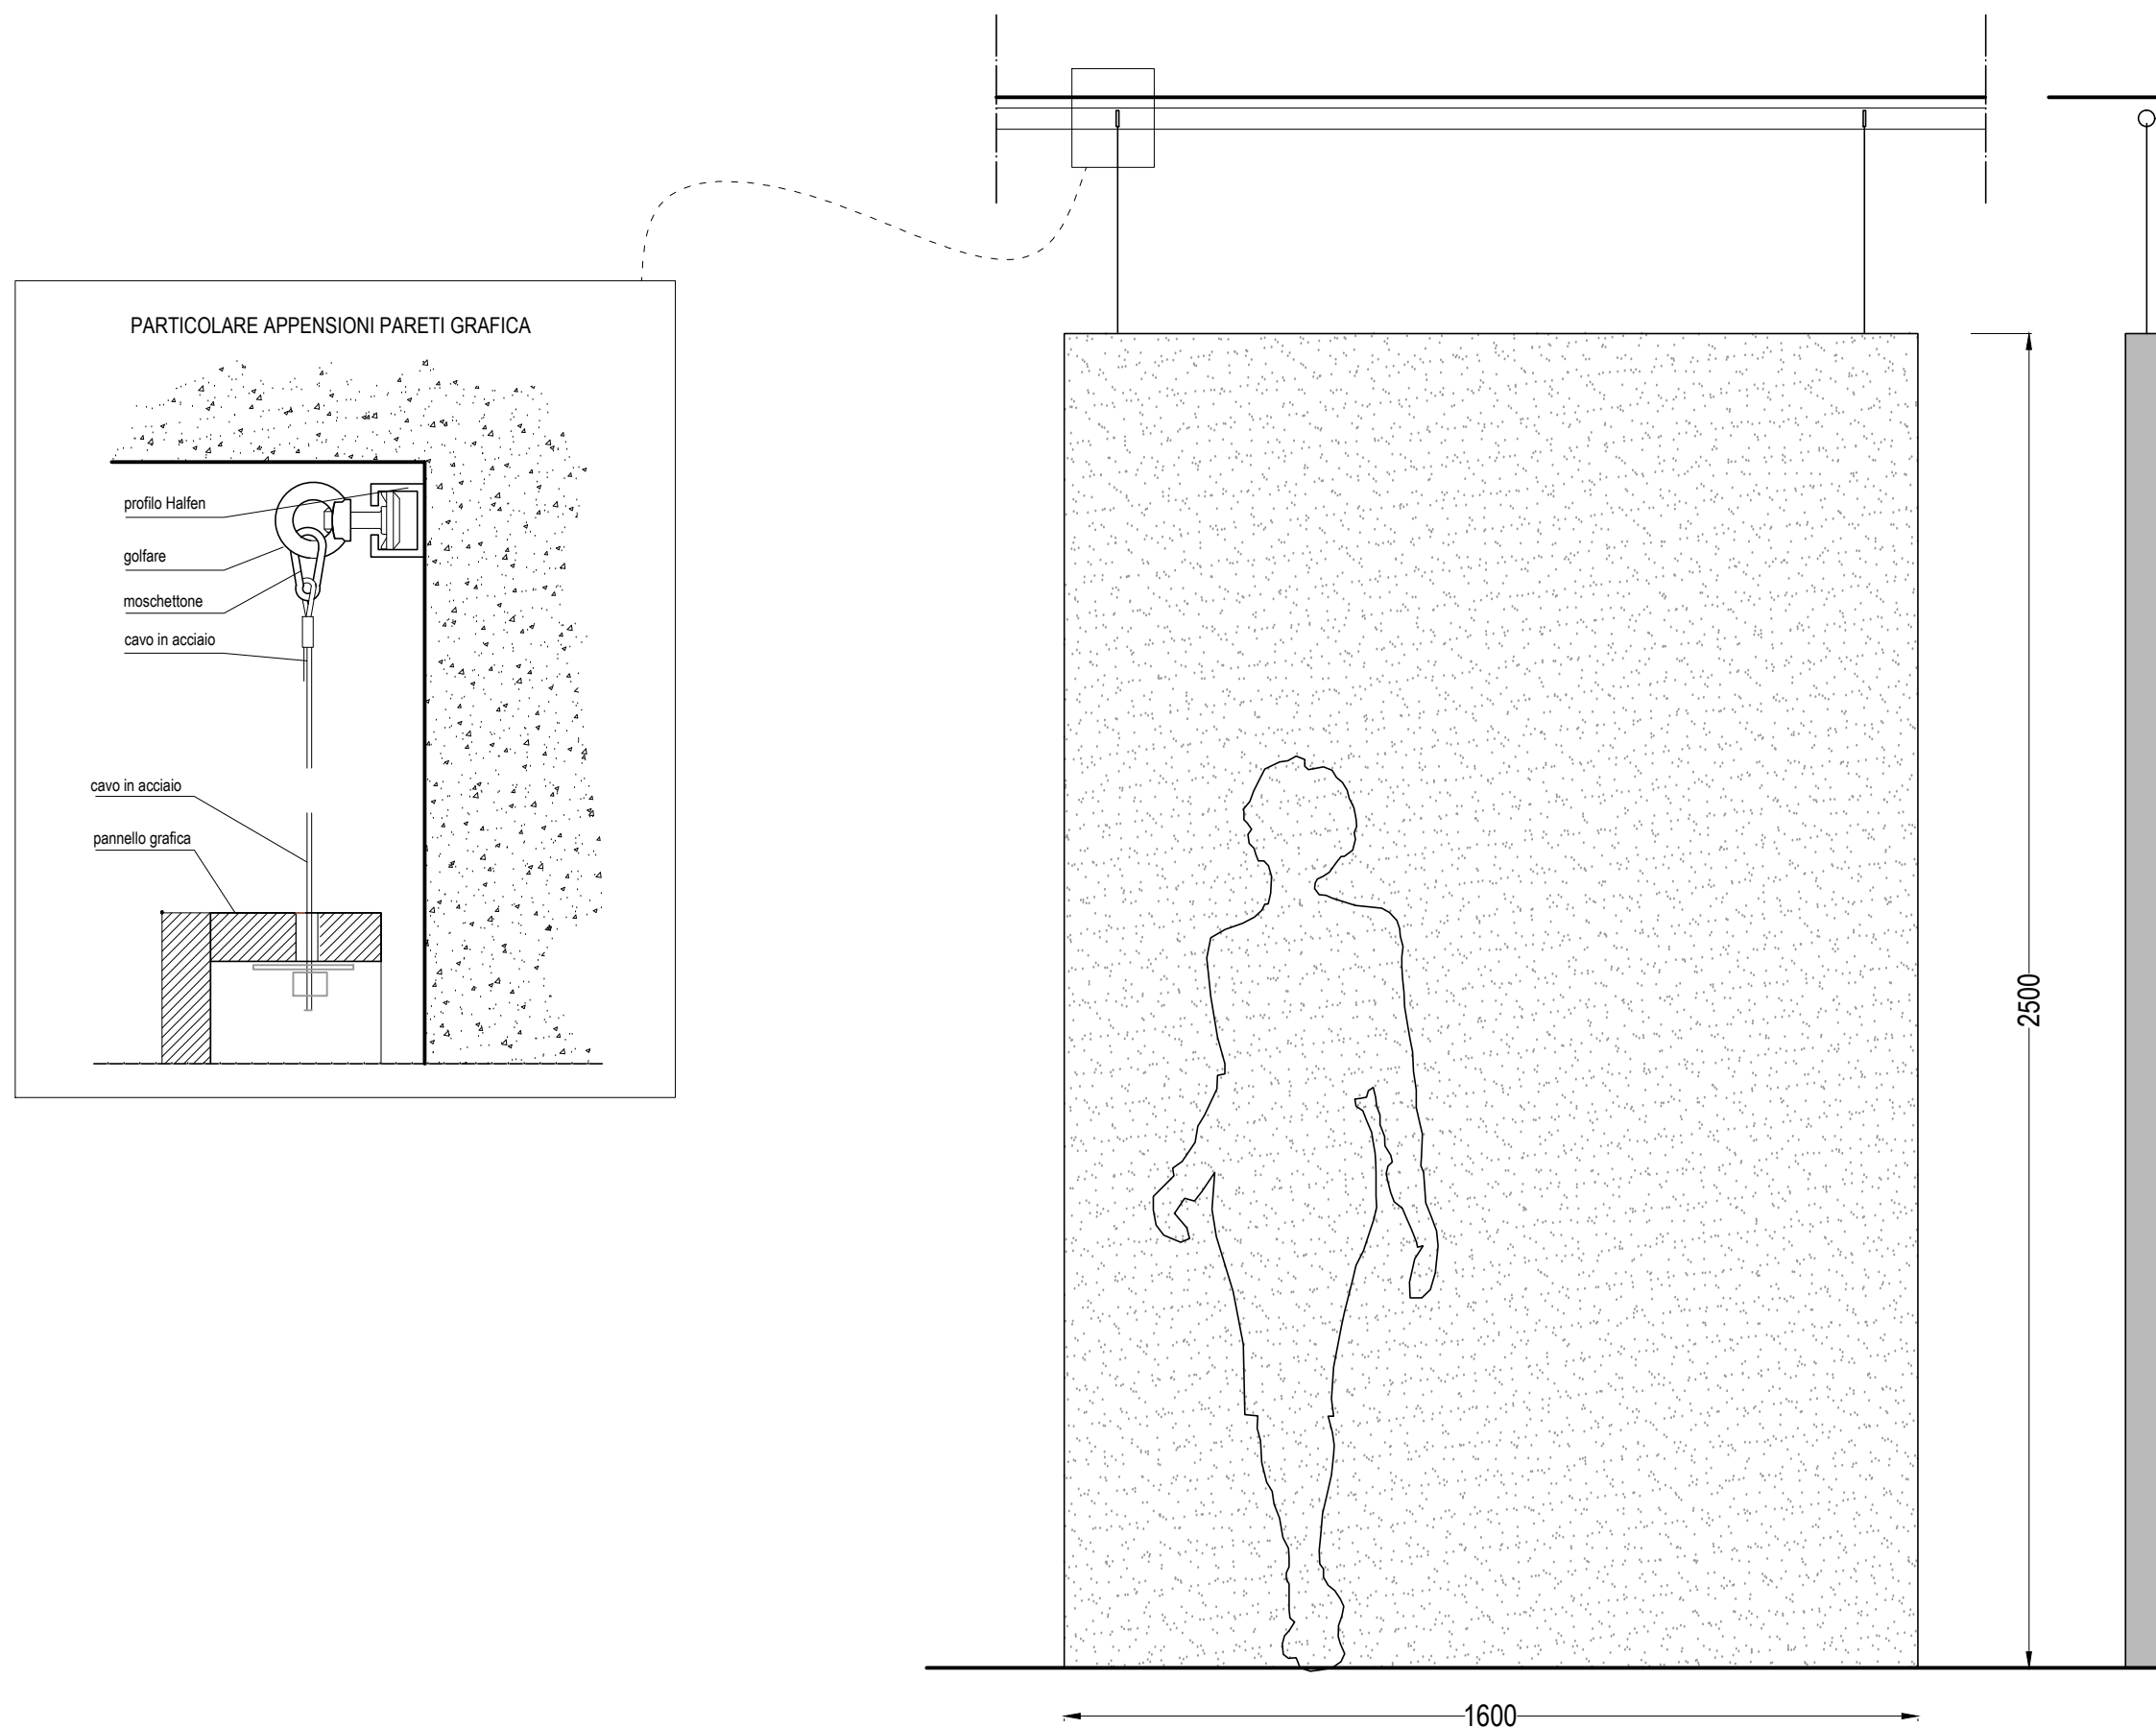 PARTICOLARE APPENSIONI PARETI GRAFICA
profilo Halfen
golfare
moschettone
cavo in acciaio
cavo in acciaio
pannello grafica
2500
1600